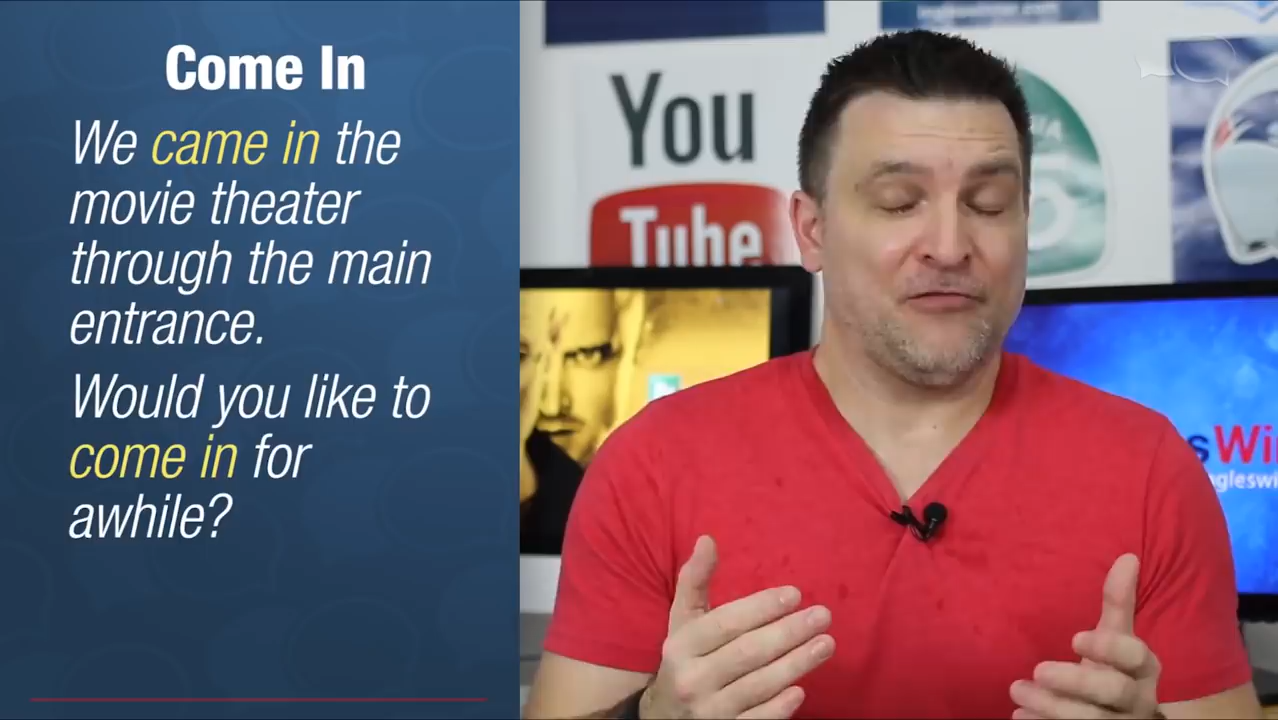 Come In
We came in the
movie theater
through the main
entrance.
Would you like to
come in for
awhile?
You
Tube